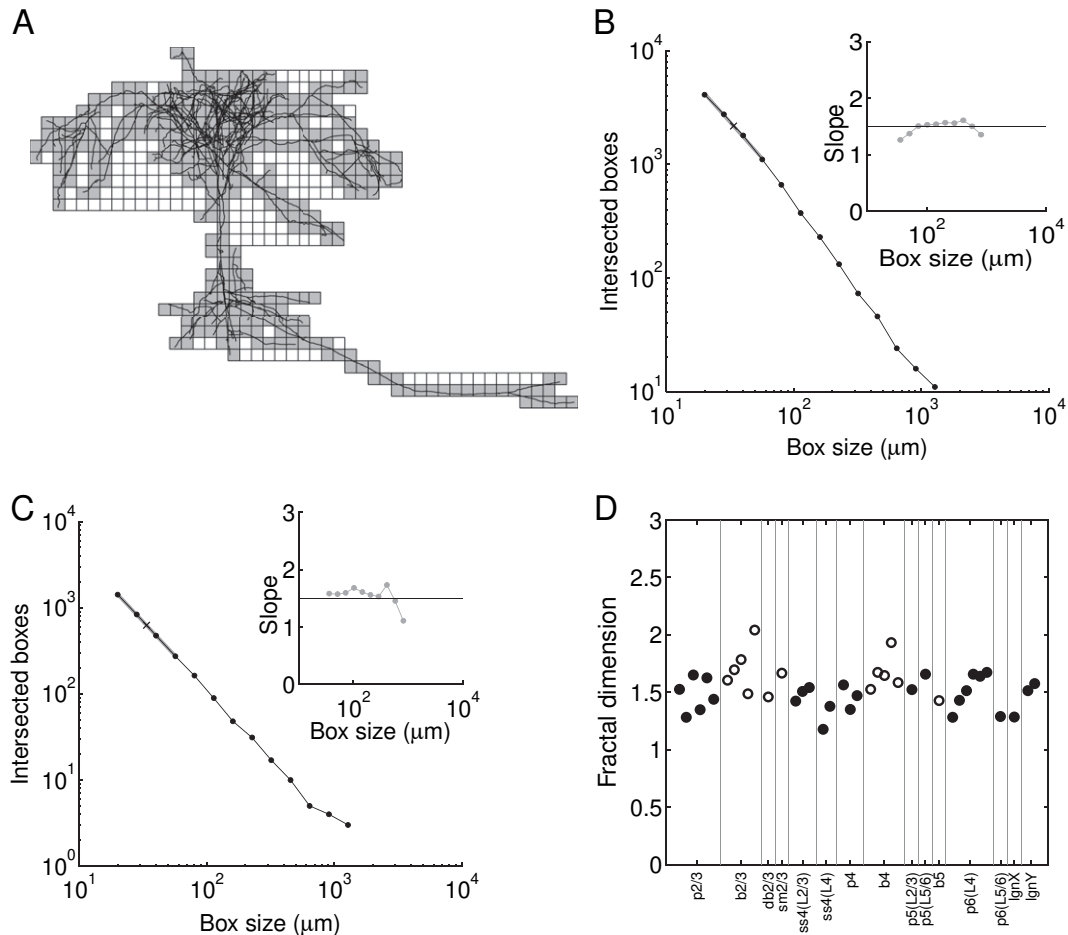 A
B
10^4
10^3
10^2
10^1
Intersected boxes
10^1 10^2 10^3 10^4
Box size (μm)
3
2
1
0
Slope
10^2 10^4
Box size (μm)
C
10^4
10^3
10^2
10^1
10^0
Intersected boxes
10^1 10^2 10^3 10^4
Box size (μm)
3
2
1
0
Slope
10^2 10^4
Box size (μm)
D
3
2.5
2
1.5
1
0.5
0
Fractal dimension
p2/3
b2/3
db2/3
sm2/3
ss4(L2/3)
ss4(L4)
p4
b4
p5(L2/3)
p5(L5/6)
b5
p6(L4)
p6(L5/6)
lgnX
lgnY